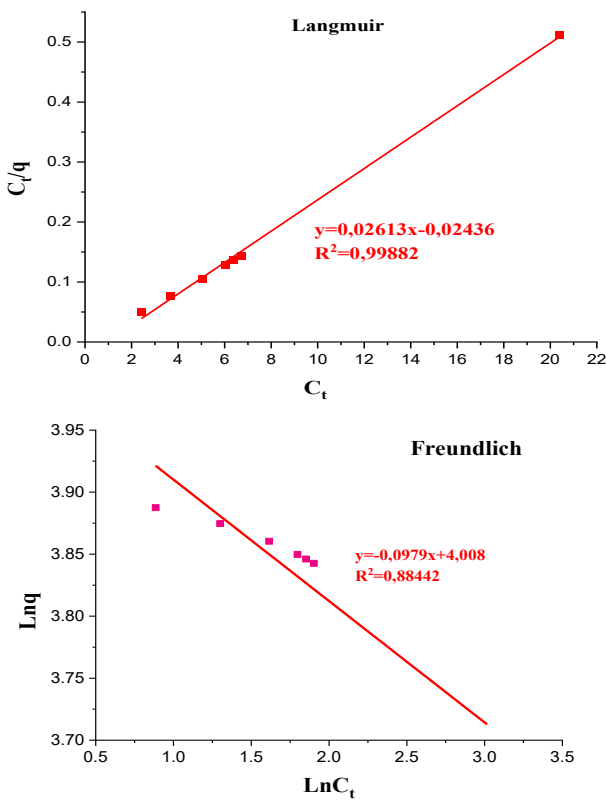 Langmuir
C_t/q
0.5
0.4
0.3
0.2
0.1
0.0
y=0,02613x-0,02436
R²=0,99882
0 2 4 6 8 10 12 14 16 18 20 22
C_t
Freundlich
Lnq
3.95
3.90
3.85
3.80
3.75
3.70
y=-0,0979x+4,008
R²=0,88442
0.5 1.0 1.5 2.0 2.5 3.0 3.5
LnC_t